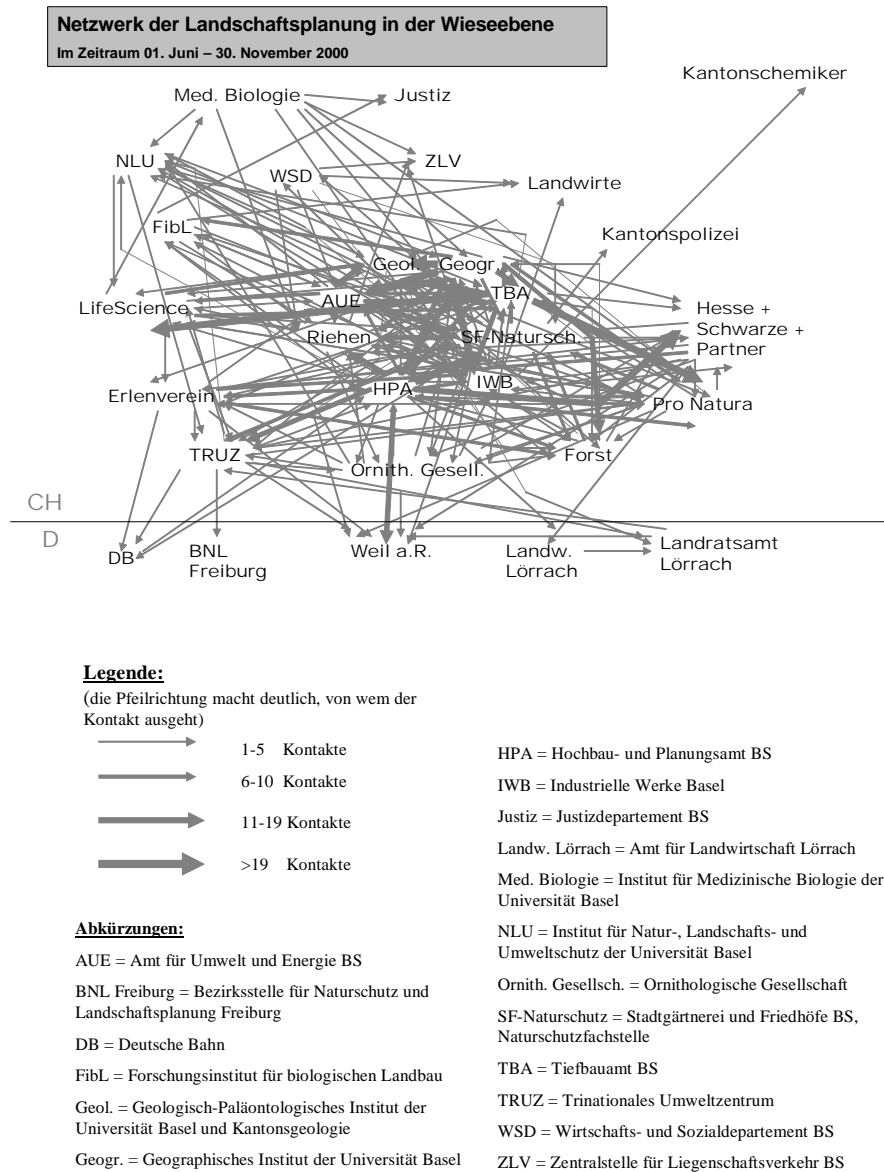 Netzwerk der Landschaftsplanung in der Wieseebene
Im Zeitraum 01. Juni – 30. November 2000
Kantonschemiker
Med. Biologie
Justiz
NLU
WSD
ZLV
Landwirte
FibL
Kantonspolizei
Geol.
Geogr.
LifeScience
AUE
TBA
Hesse +
Schwarze +
Partner
Riehen
SF-Natursch.
Erlenverein
HPA
IWB
Pro Natura
TRUZ
Ornith. Gesell.
Forst
CH
D
DB
BNL
Freiburg
Weil a.R.
Landw.
Lörrach
Landratsamt
Lörrach
Legende:
(die Pfeilrichtung macht deutlich, von wem der
Kontakt ausgeht)
1-5 Kontakte
6-10 Kontakte
11-19 Kontakte
>19 Kontakte
Abkürzungen:
AUE = Amt für Umwelt und Energie BS
BNL Freiburg = Bezirksstelle für Naturschutz und
Landschaftsplanung Freiburg
DB = Deutsche Bahn
FibL = Forschungsinstitut für biologischen Landbau
Geol. = Geologisch-Paläontologisches Institut der
Universität Basel und Kantonsgeologie
Geogr. = Geographisches Institut der Universität Basel
HPA = Hochbau- und Planungsamt BS
IWB = Industrielle Werke Basel
Justiz = Justizdepartement BS
Landw. Lörrach = Amt für Landwirtschaft Lörrach
Med. Biologie = Institut für Medizinische Biologie der
Universität Basel
NLU = Institut für Natur-, Landschafts- und
Umweltschutz der Universität Basel
Ornith. Gesellsch. = Ornithologische Gesellschaft
SF-Naturschutz = Stadtgärtnerei und Friedhöfe BS,
Naturschutzfachstelle
TBA = Tiefbauamt BS
TRUZ = Trinationales Umweltzentrum
WSD = Wirtschafts- und Sozialdepartement BS
ZLV = Zentralstelle für Liegenschaftsverkehr BS